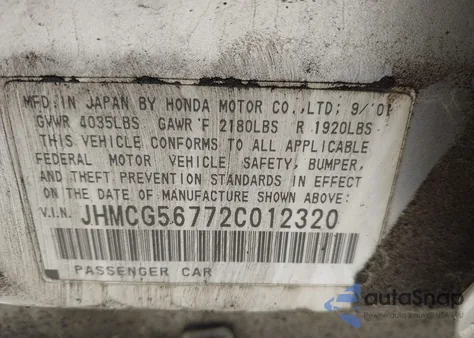 MFD. IN JAPAN BY HONDA MOTOR CO.,LTD; 9/'01
GVWR 4035LBS GAWR F 2180LBS R 1920LBS
THIS VEHICLE CONFORMS TO ALL APPLICABLE
FEDERAL MOTOR VEHICLE SAFETY, BUMPER,
AND THEFT PREVENTION STANDARDS IN EFFECT
ON THE DATE OF MANUFACTURE SHOWN ABOVE.
V.I.N. JHMCG56772C012320
PASSENGER CAR
autoSnap